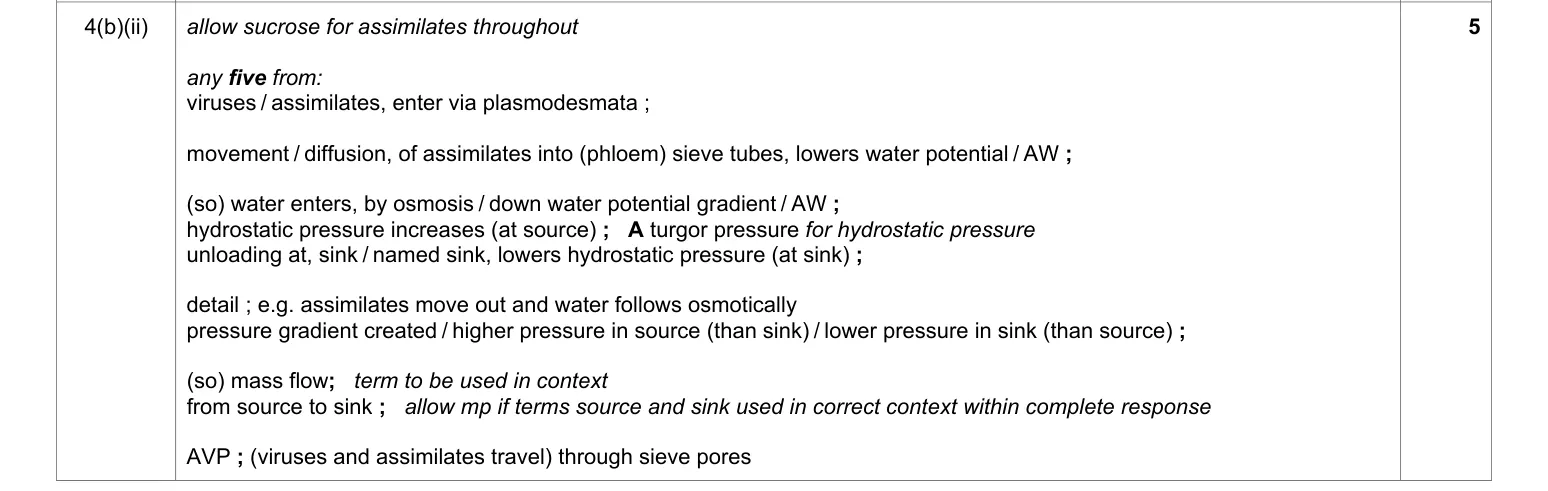 4(b)(ii) allow sucrose for assimilates throughout 5
any five from:
viruses / assimilates, enter via plasmodesmata ;
movement / diffusion, of assimilates into (phloem) sieve tubes, lowers water potential / AW ;
(so) water enters, by osmosis / down water potential gradient / AW ;
hydrostatic pressure increases (at source) ; A turgor pressure for hydrostatic pressure
unloading at, sink / named sink, lowers hydrostatic pressure (at sink) ;
detail ; e.g. assimilates move out and water follows osmotically
pressure gradient created / higher pressure in source (than sink) / lower pressure in sink (than source) ;
(so) mass flow; term to be used in context
from source to sink ; allow mp if terms source and sink used in correct context within complete response
AVP ; (viruses and assimilates travel) through sieve pores